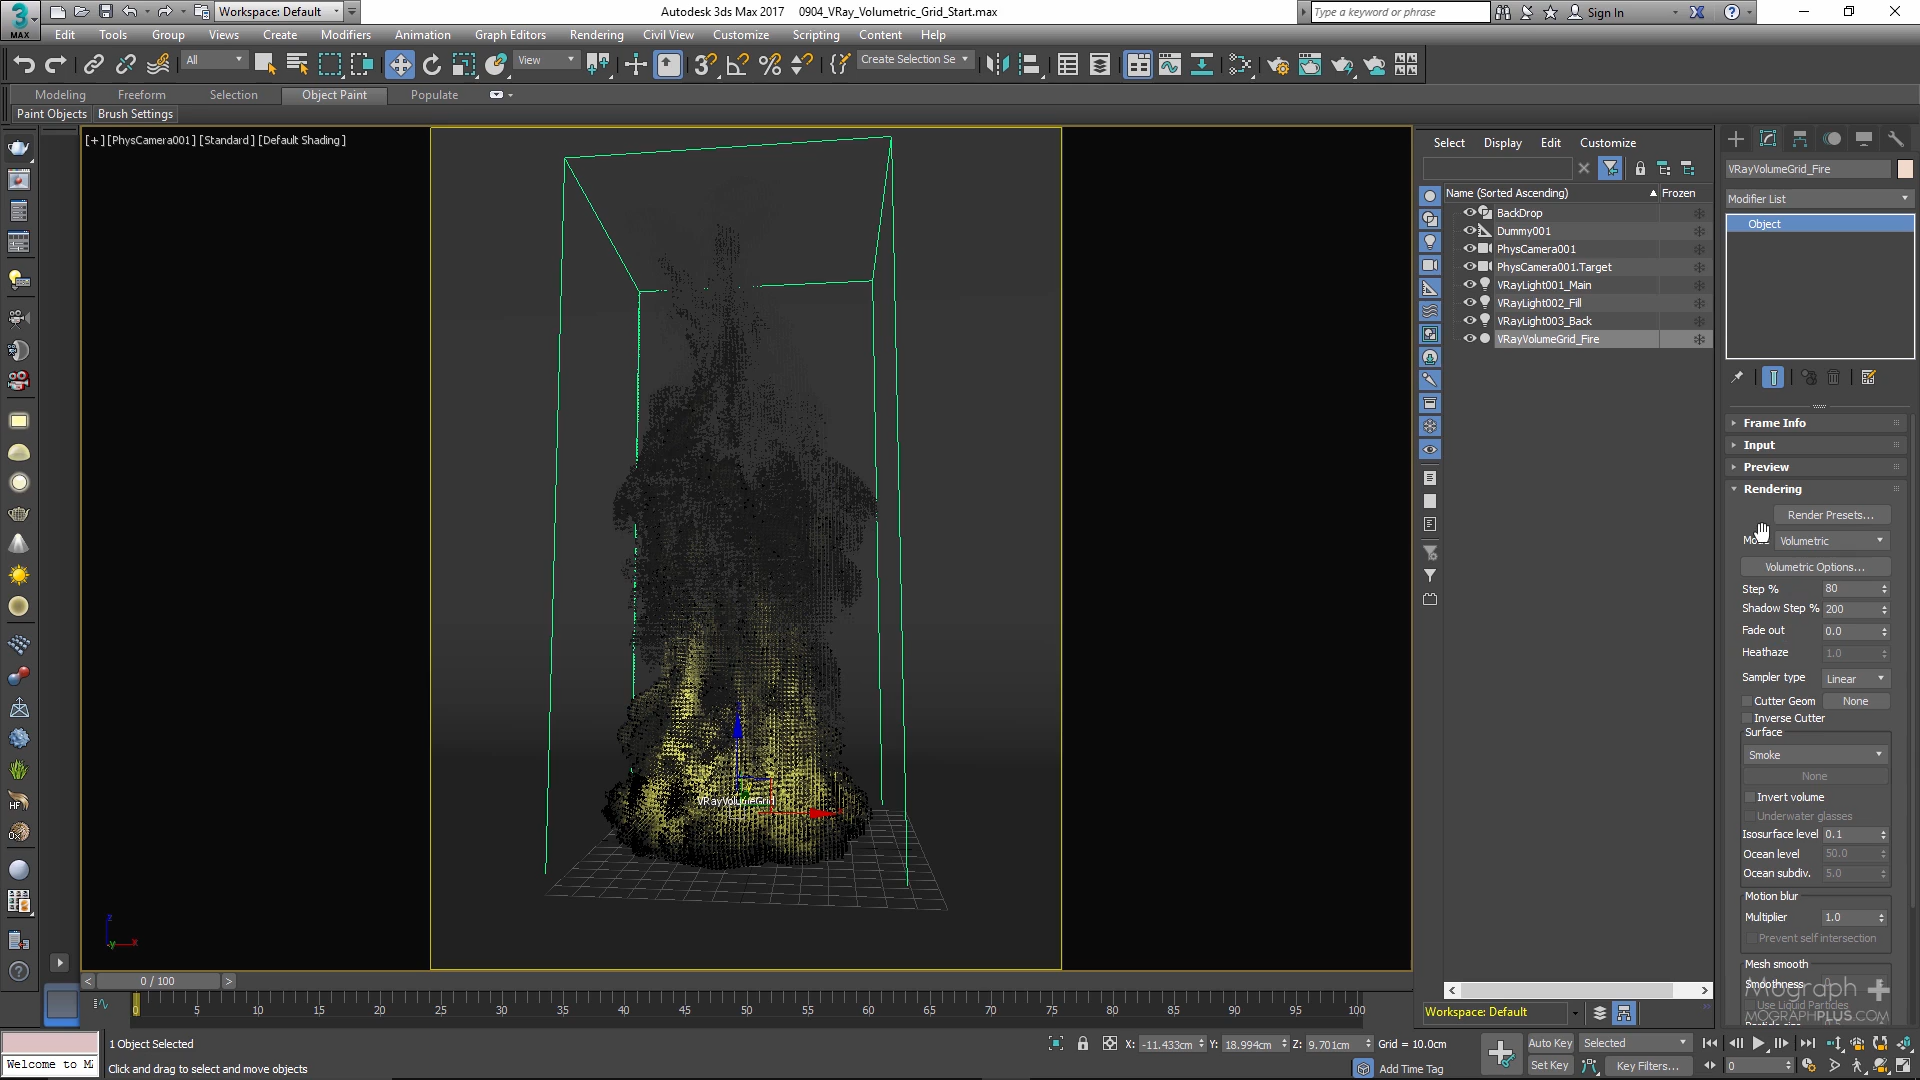 Workspace: Default
Autodesk 3ds Max 2017    0904_VRay_Volumetric_Grid_Start.max
Type a keyword or phrase
Sign In
MAX
Edit Tools Group Views Create Modifiers Animation Graph Editors Rendering Civil View Customize Scripting Content Help
All
View
Create Selection Se
Modeling Freeform Selection Object Paint Populate
Paint Objects Brush Settings
[+] [PhysCamera001] [Standard] [Default Shading]
Select Display Edit Customize
Name (Sorted Ascending) Frozen
BackDrop
Dummy001
PhysCamera001
PhysCamera001.Target
VRayLight001_Main
VRayLight002_Fill
VRayLight003_Back
VRayVolumeGrid_Fire
VRayVolumeGrid_Fire
Modifier List
Object
Frame Info
Input
Preview
Rendering
Render Presets...
Volumetric
Volumetric Options...
Step % 80
Shadow Step % 200
Fade out 0.0
Heathaze 1.0
Sampler type Linear
Cutter Geom None
Inverse Cutter
Surface
Smoke
None
Invert volume
Underwater glasses
Isosurface level 0.1
Ocean level 50.0
Ocean subdiv. 5.0
Motion blur
Multiplier 1.0
Prevent self intersection
Mesh smooth
Smoothness
Use Liquid Particles
Mograph +
MOGRAPHPLUS.COM
HF
z
x
y
0 / 100
0 5 10 15 20 25 30 35 40 45 50 55 60 65 70 75 80 85 90 95 100
Workspace: Default
1 Object Selected
Welcome to M
Click and drag to select and move objects
X: -11.433cm Y: 18.994cm Z: 9.701cm Grid = 10.0cm
Add Time Tag
Auto Key Selected
Set Key Key Filters...
0